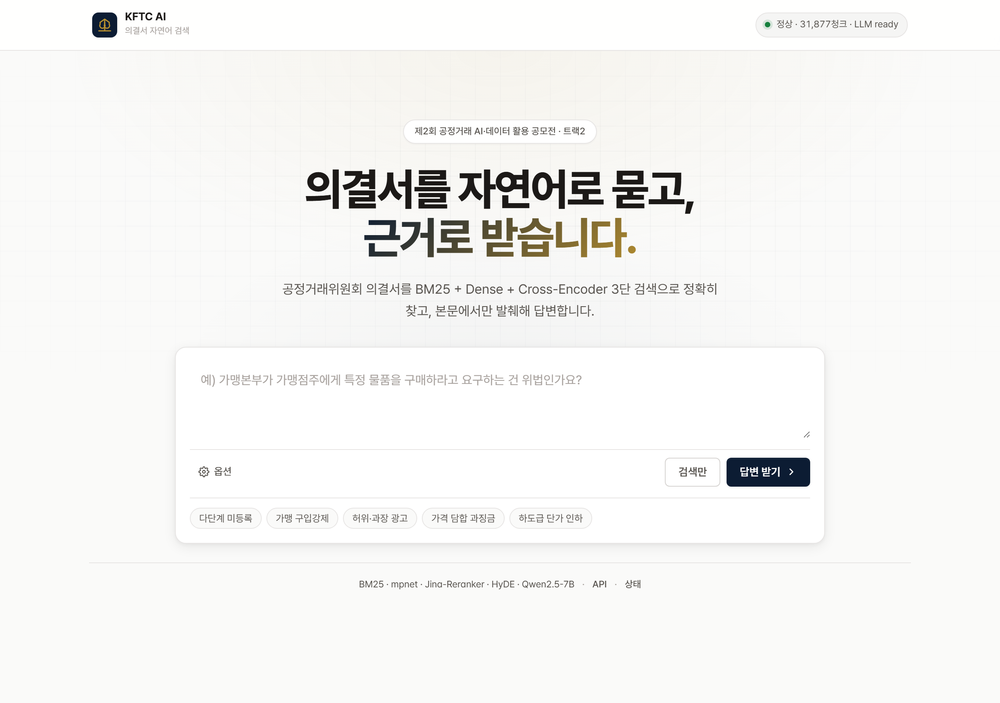 KFTC AI
의결서 자연어 검색
정상 · 31,877청크 · LLM ready
제2회 공정거래 AI·데이터 활용 공모전 · 트랙2
의결서를 자연어로 묻고,
근거로 받습니다.
공정거래위원회 의결서를 BM25 + Dense + Cross-Encoder 3단 검색으로 정확히
찾고, 본문에서만 발췌해 답변합니다.
예) 가맹본부가 가맹점주에게 특정 물품을 구매하라고 요구하는 건 위법인가요?
옵션
검색만
답변 받기
다단계 미등록
가맹 구입강제
허위·과장 광고
가격 담합 과징금
하도급 단가 인하
BM25 · mpnet · Jina-Reranker · HyDE · Qwen2.5-7B · API · 상태